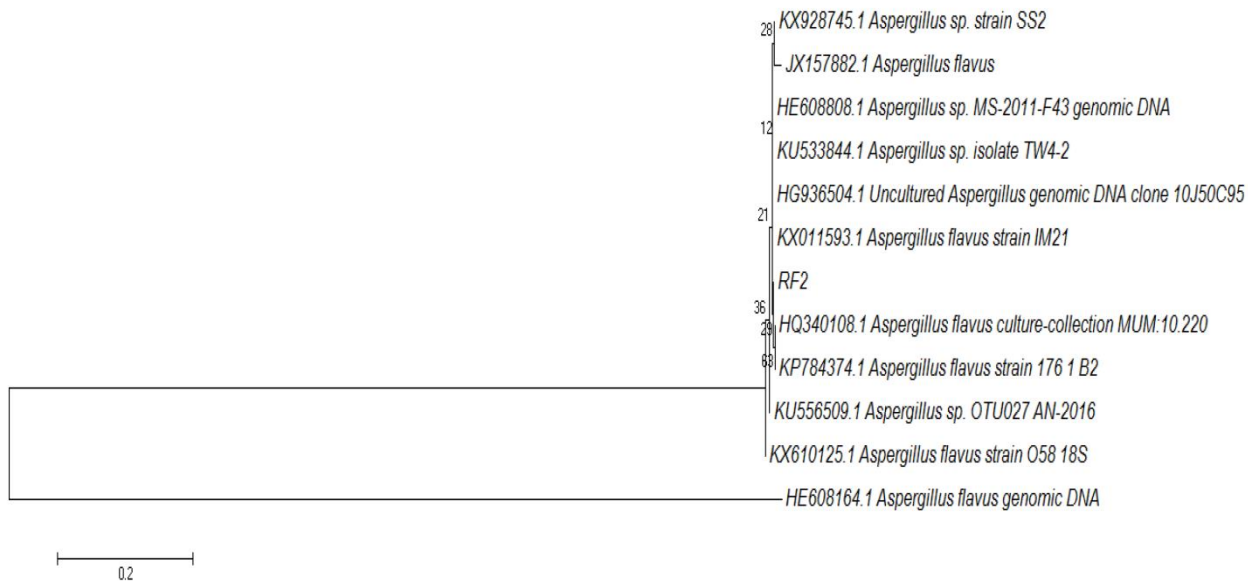 KX928745.1 Aspergillus sp. strain SS2
28
JX157882.1 Aspergillus flavus
HE608808.1 Aspergillus sp. MS-2011-F43 genomic DNA
12
KU533844.1 Aspergillus sp. isolate TW4-2
HG936504.1 Uncultured Aspergillus genomic DNA clone 10J50C95
21
KX011593.1 Aspergillus flavus strain IM21
RF2
36
HQ340108.1 Aspergillus flavus culture-collection MUM:10.220
29
KP784374.1 Aspergillus flavus strain 176 1 B2
63
KU556509.1 Aspergillus sp. OTU027 AN-2016
KX610125.1 Aspergillus flavus strain O58 18S
HE608164.1 Aspergillus flavus genomic DNA
0.2